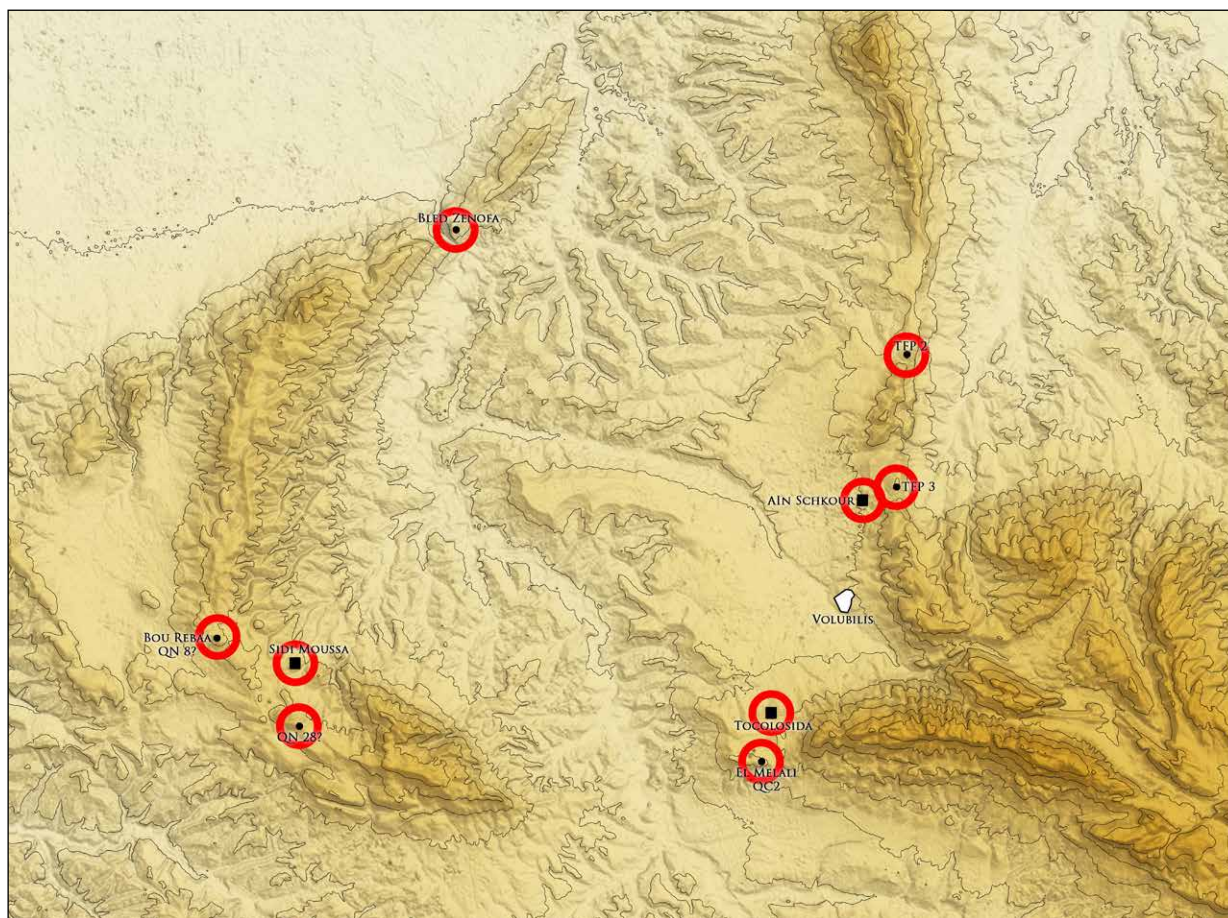 Bled Zenofa
TFP 2
Aïn Schkour
TFP 3
Volubilis
Bou Rebaa
QN 8?
Sidi Moussa
Tocolosida
QN 28?
El Melali
QC2